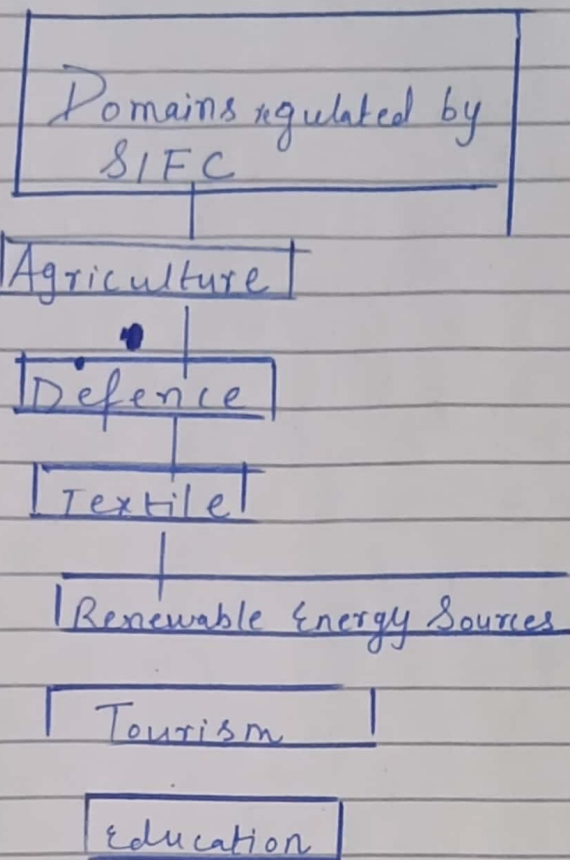 Domains regulated by
SIFC
Agriculture
Defence
Textile
Renewable Energy Sources
Tourism
Education